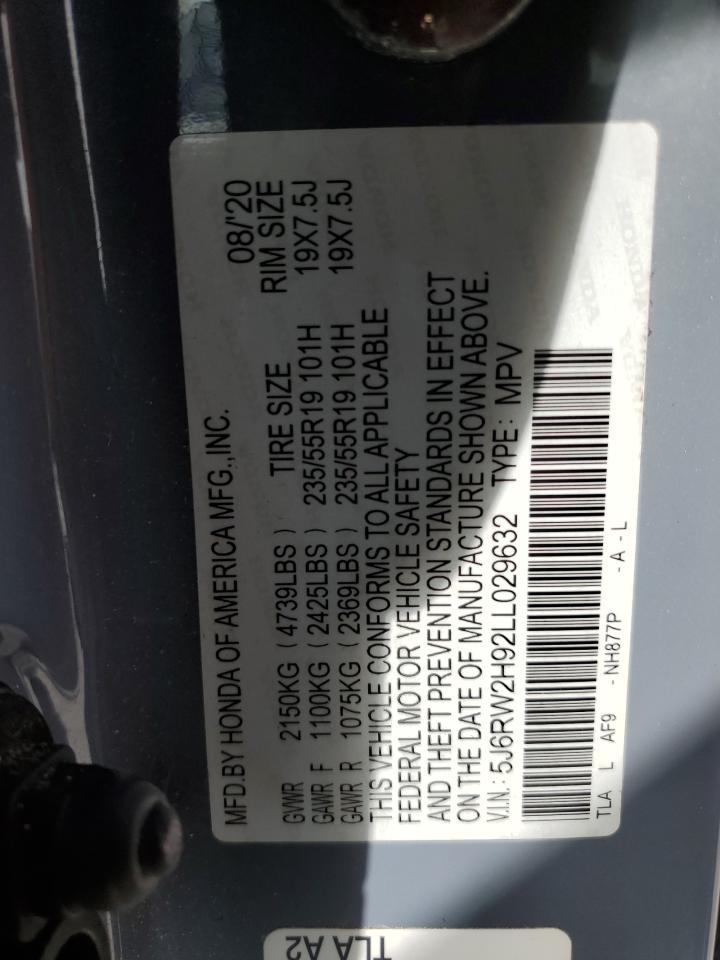 MFD.BY HONDA OF AMERICA MFG.,INC. 08/'20
GVWR 2150KG ( 4739LBS ) TIRE SIZE RIM SIZE
GAWR F 1100KG ( 2425LBS ) 235/55R19 101H 19X7.5J
GAWR R 1075KG ( 2369LBS ) 235/55R19 101H 19X7.5J
THIS VEHICLE CONFORMS TO ALL APPLICABLE
FEDERAL MOTOR VEHICLE SAFETY
AND THEFT PREVENTION STANDARDS IN EFFECT
ON THE DATE OF MANUFACTURE SHOWN ABOVE.
V.I.N.: 5J6RW2H92LL029632 TYPE: MPV
TLA L AF9 -NH877P -A-L
TLA A2